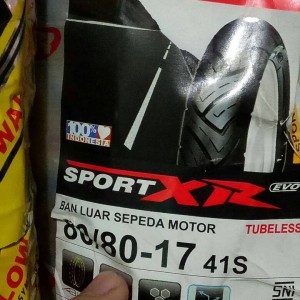 100%
INDONESIA
SPORT XR EVO
BAN LUAR SEPEDA MOTOR
TUBELESS
80/80-17 41S
SNI